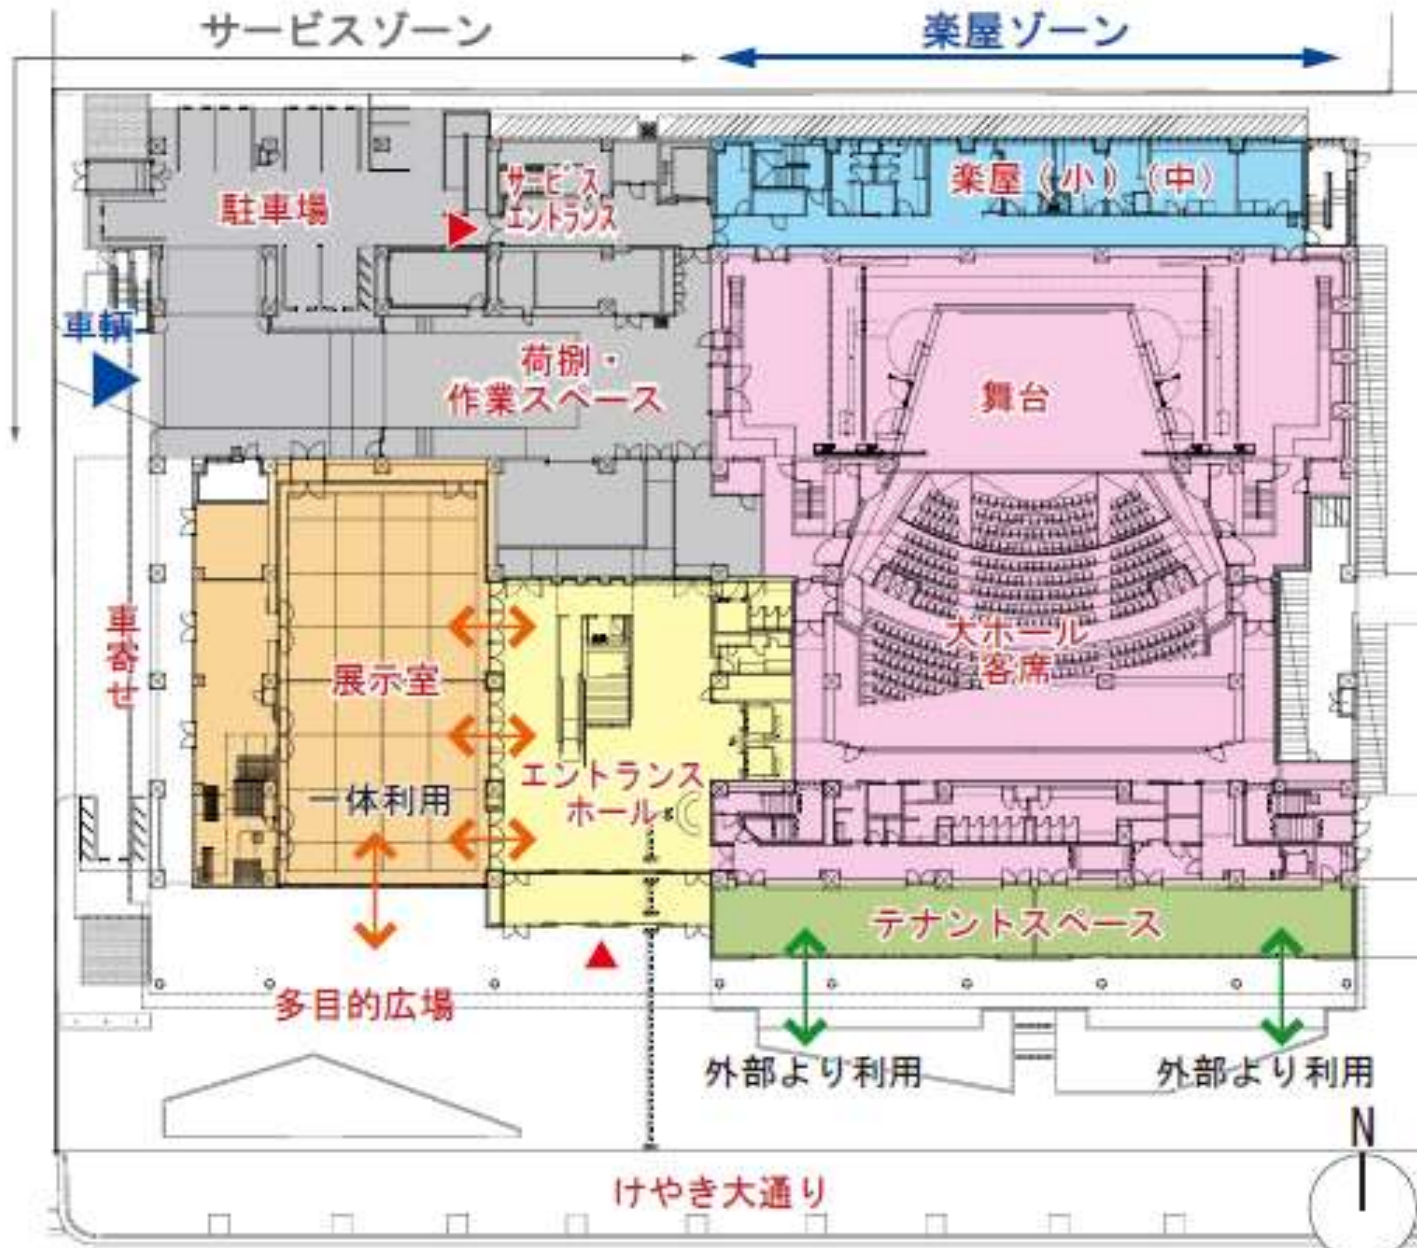 サービスゾーン
楽屋ゾーン
サービス
エントランス
楽屋(小)(中)
駐車場
車輌
荷捌・
作業スペース
舞台
車寄せ
展示室
大ホール
客席
エントランス
ホール
一体利用
テナントスペース
多目的広場
外部より利用
外部より利用
N
けやき大通り